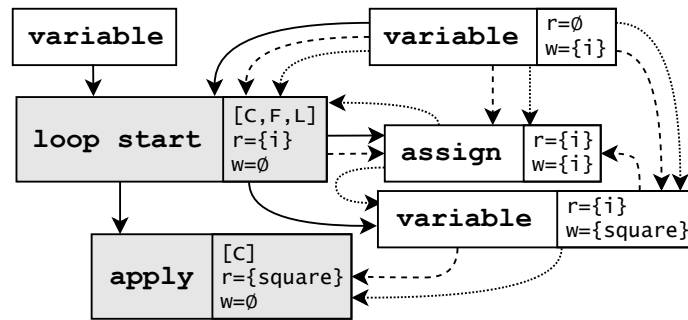 variable
variable
r=∅
w={i}
loop start
[C,F,L]
r={i}
w=∅
assign
r={i}
w={i}
variable
r={i}
w={square}
apply
[C]
r={square}
w=∅